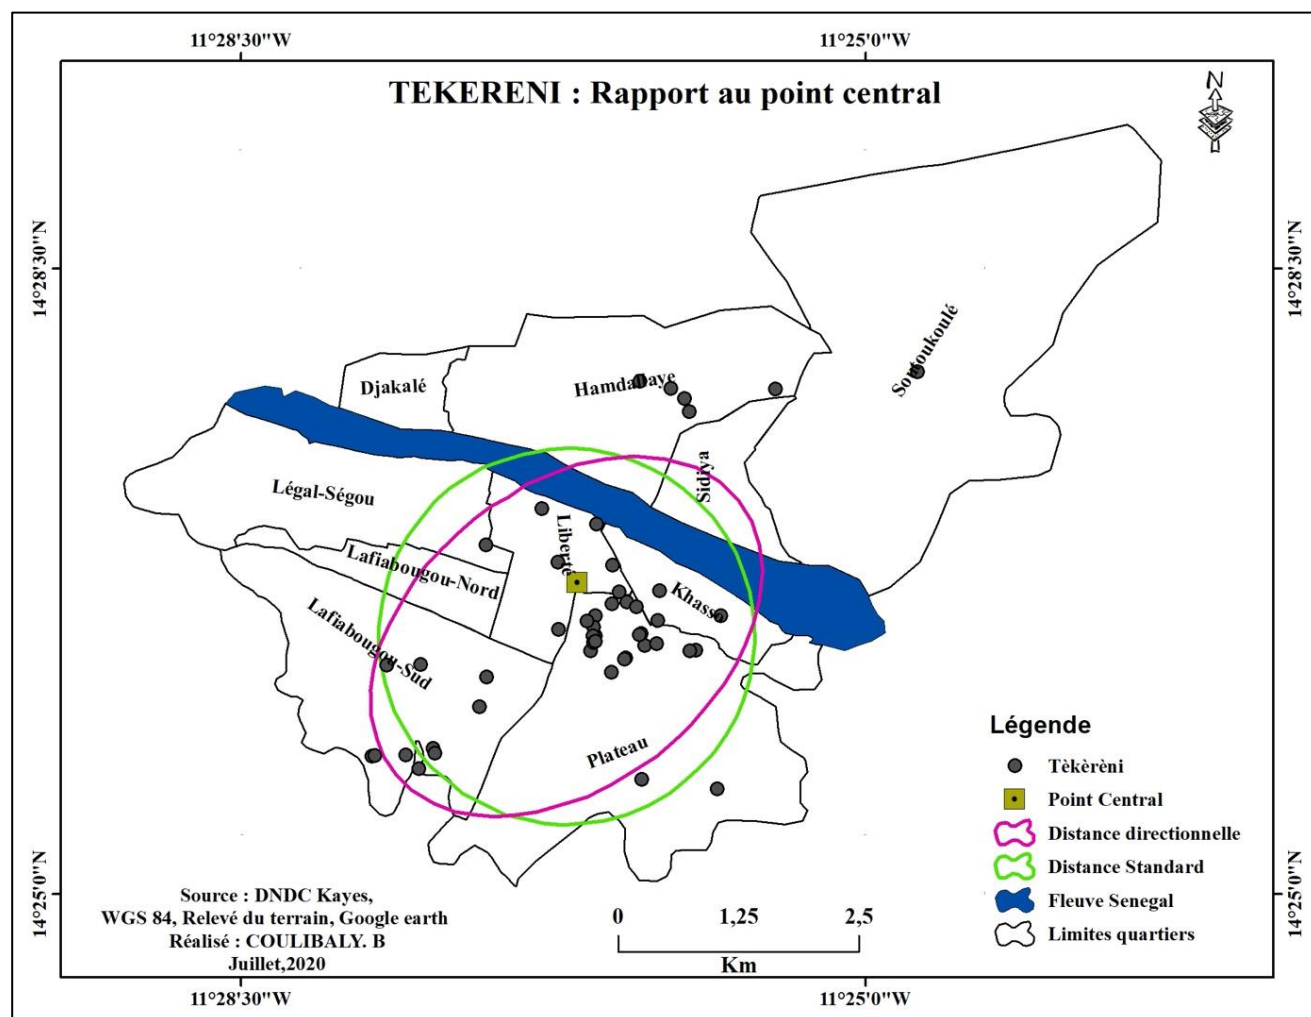 11°28'30"W 11°25'0"W
TEKERENI : Rapport au point central
N
14°28'30"N
14°28'30"N
Soutoukoulé
Djakalé
HamdaLlaye
Sidiya
Légal-Ségou
Liberté
Lafiabougou-Nord
Khasso
Lafiabougou-Sud
Plateau
Légende
Tèkèrèni
Point Central
Distance directionnelle
Distance Standard
Fleuve Senegal
Limites quartiers
14°25'0"N
14°25'0"N
Source : DNDC Kayes,
WGS 84, Relevé du terrain, Google earth
Réalisé : COULIBALY. B
Juillet,2020
0 1,25 2,5
Km
11°28'30"W 11°25'0"W